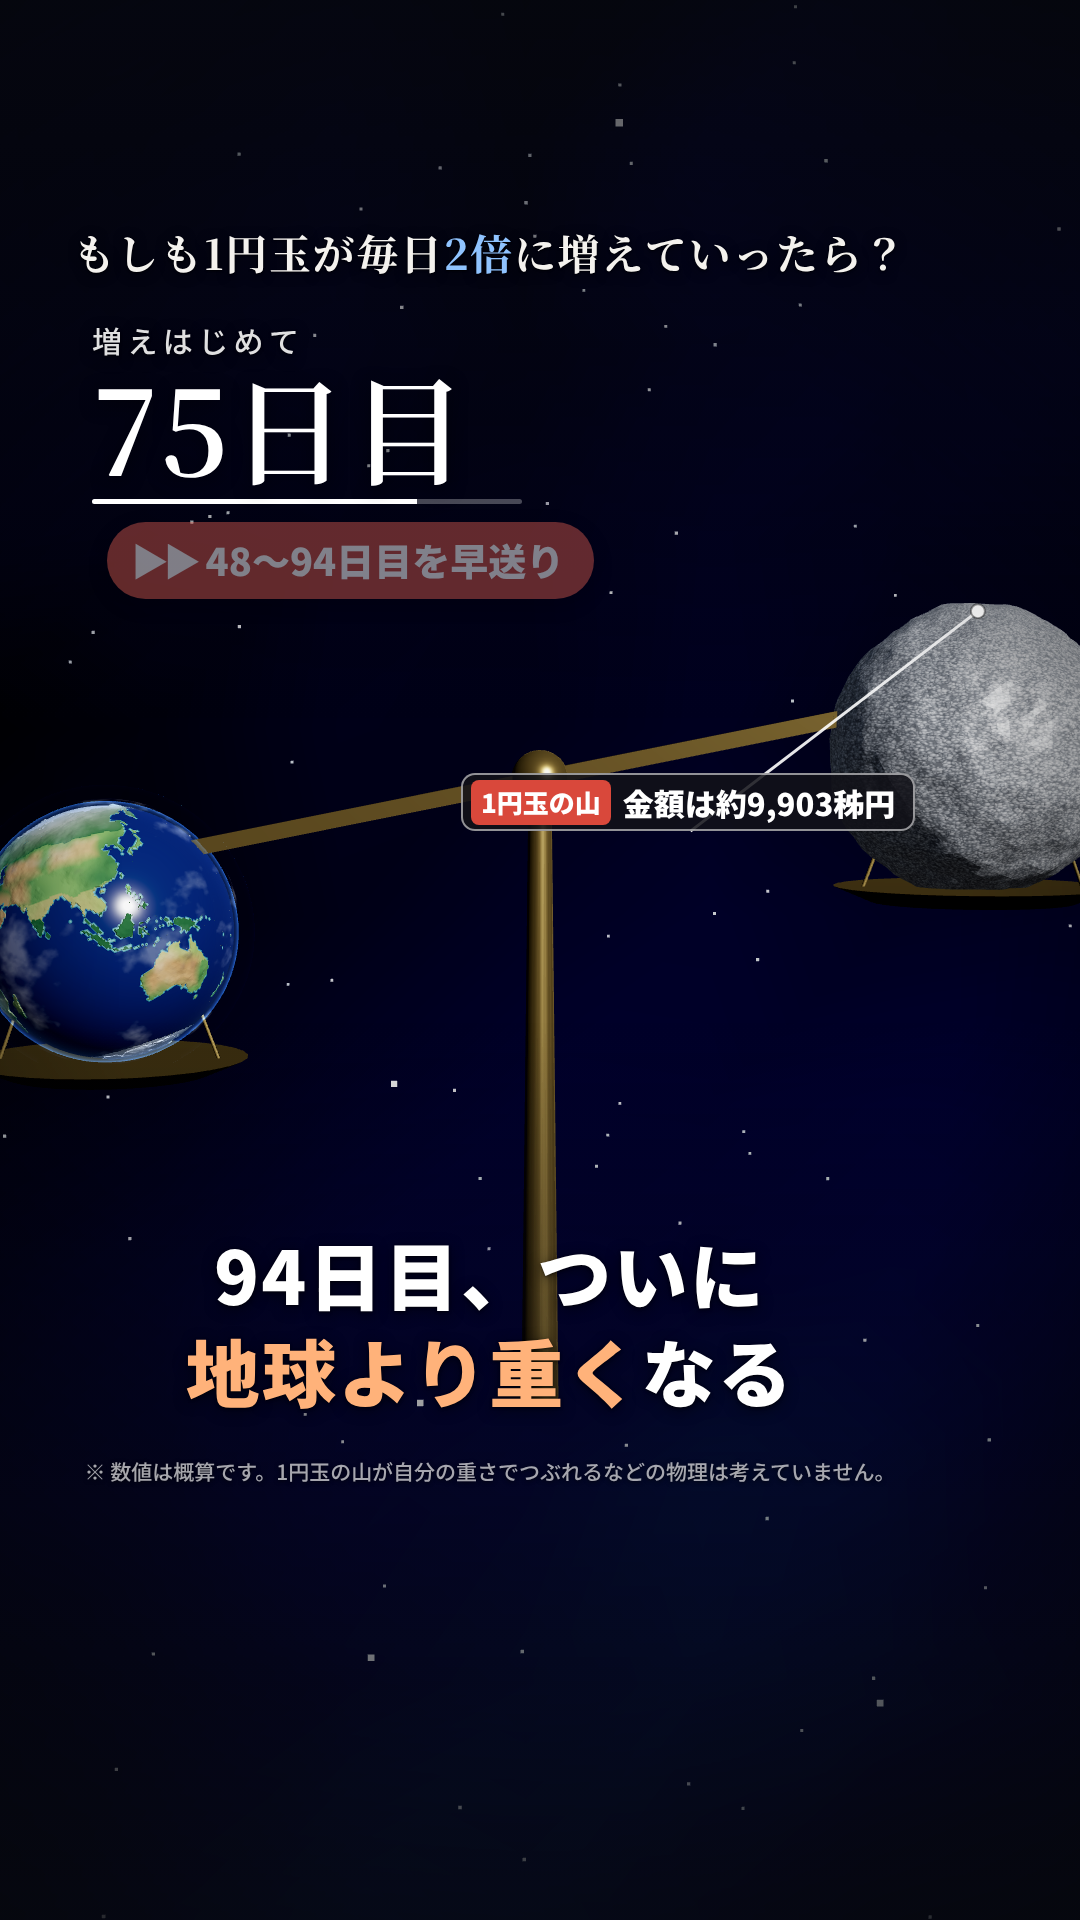 もしも1円玉が毎日2倍に増えていったら？
増えはじめて
75日目
▶▶ 48〜94日目を早送り
1円玉の山 金額は約9,903秭円
94日目、ついに
地球より重くなる
※ 数値は概算です。1円玉の山が自分の重さでつぶれるなどの物理は考えていません。